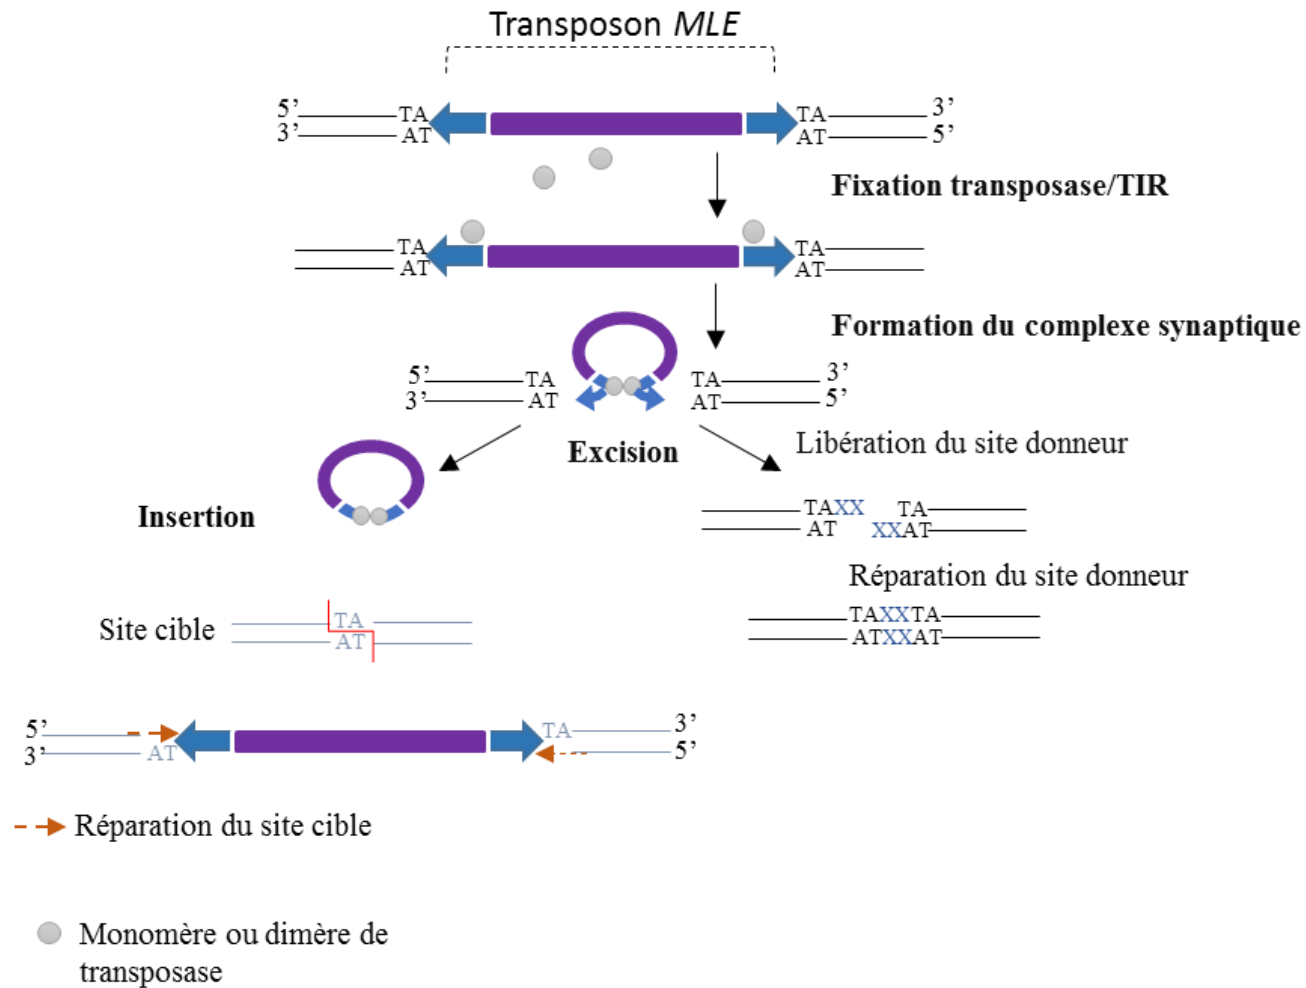 Transposon MLE
5’ TA TA 3’
3’ AT AT 5’
Fixation transposase/TIR
TA TA
AT AT
Formation du complexe synaptique
5’ TA TA 3’
3’ AT AT 5’
Excision
Libération du site donneur
Insertion
TAXX TA
AT XXAT
Réparation du site donneur
TAXXTA
ATXXAT
Site cible
TA
AT
5’ TA 3’
3’ AT 5’
Réparation du site cible
Monomère ou dimère de
transposase